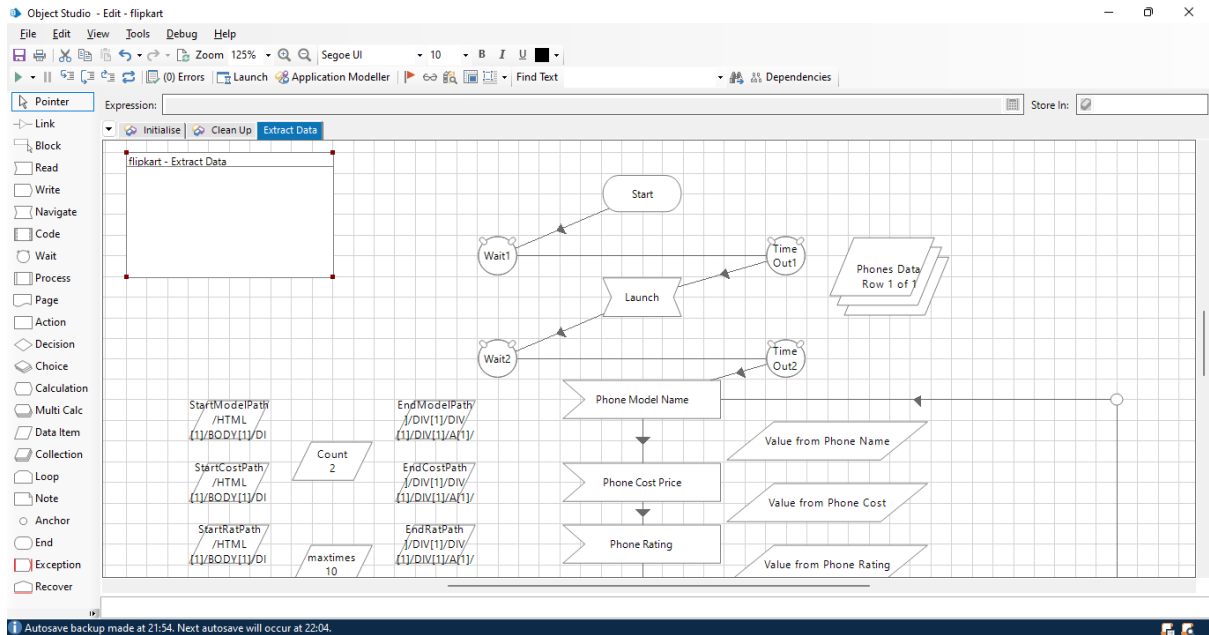 Object Studio - Edit - flipkart
File Edit View Tools Debug Help
Zoom 125% Segoe UI 10 B I U
(0) Errors Launch Application Modeller Find Text Dependencies
Pointer
Expression:
Store In:
Link
Initialise Clean Up Extract Data
Block
Read
Write
Navigate
Code
Wait
Process
Page
Action
Decision
Choice
Calculation
Multi Calc
Data Item
Collection
Loop
Note
Anchor
End
Exception
Recover
flipkart - Extract Data
Start
Wait1
Time
Out1
Phones Data
Row 1 of 1
Launch
Wait2
Time
Out2
Phone Model Name
StartModelPath
/HTML
[1]/BODY[1]/DI
EndModelPath
]/DIV[1]/DIV
[1]/DIV[1]/A[1]/
Count
2
Value from Phone Name
StartCostPath
/HTML
[1]/BODY[1]/DI
EndCostPath
]/DIV[1]/DIV
[1]/DIV[1]/A[1]/
Phone Cost Price
Value from Phone Cost
StartRatPath
/HTML
[1]/BODY[1]/DI
EndRatPath
]/DIV[1]/DIV
[1]/DIV[1]/A[1]/
maxtimes
10
Phone Rating
Value from Phone Rating
Autosave backup made at 21:54. Next autosave will occur at 22:04.